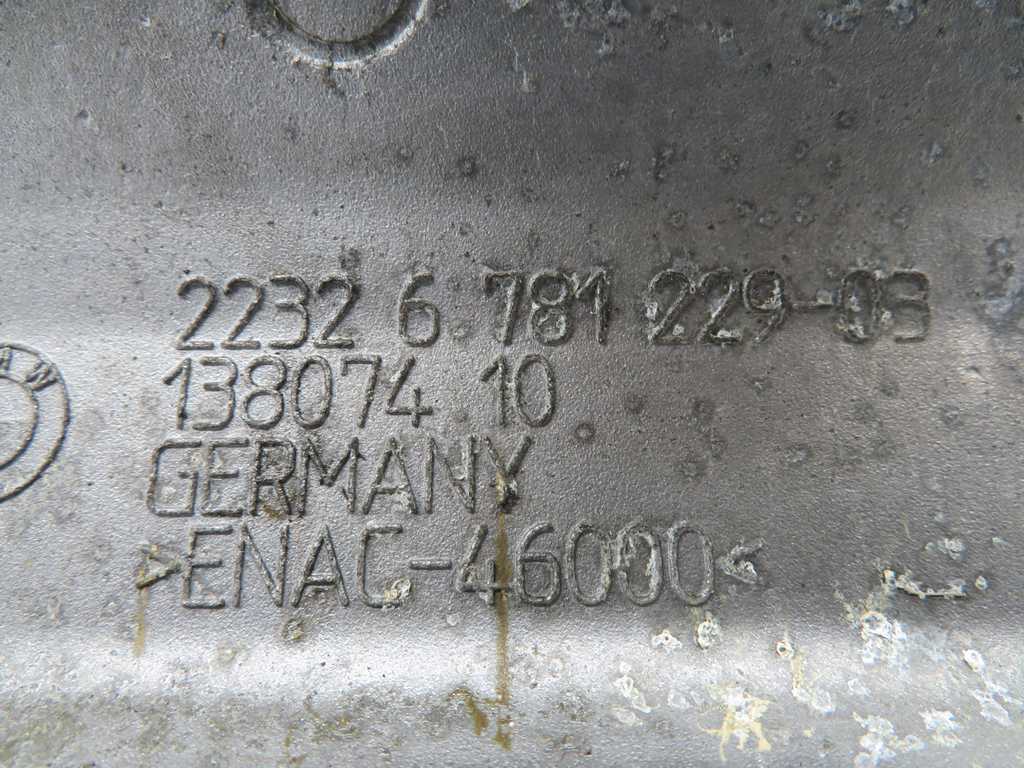 2232 6 781 229-03
138074 10
GERMANY
>ENAC-46000<